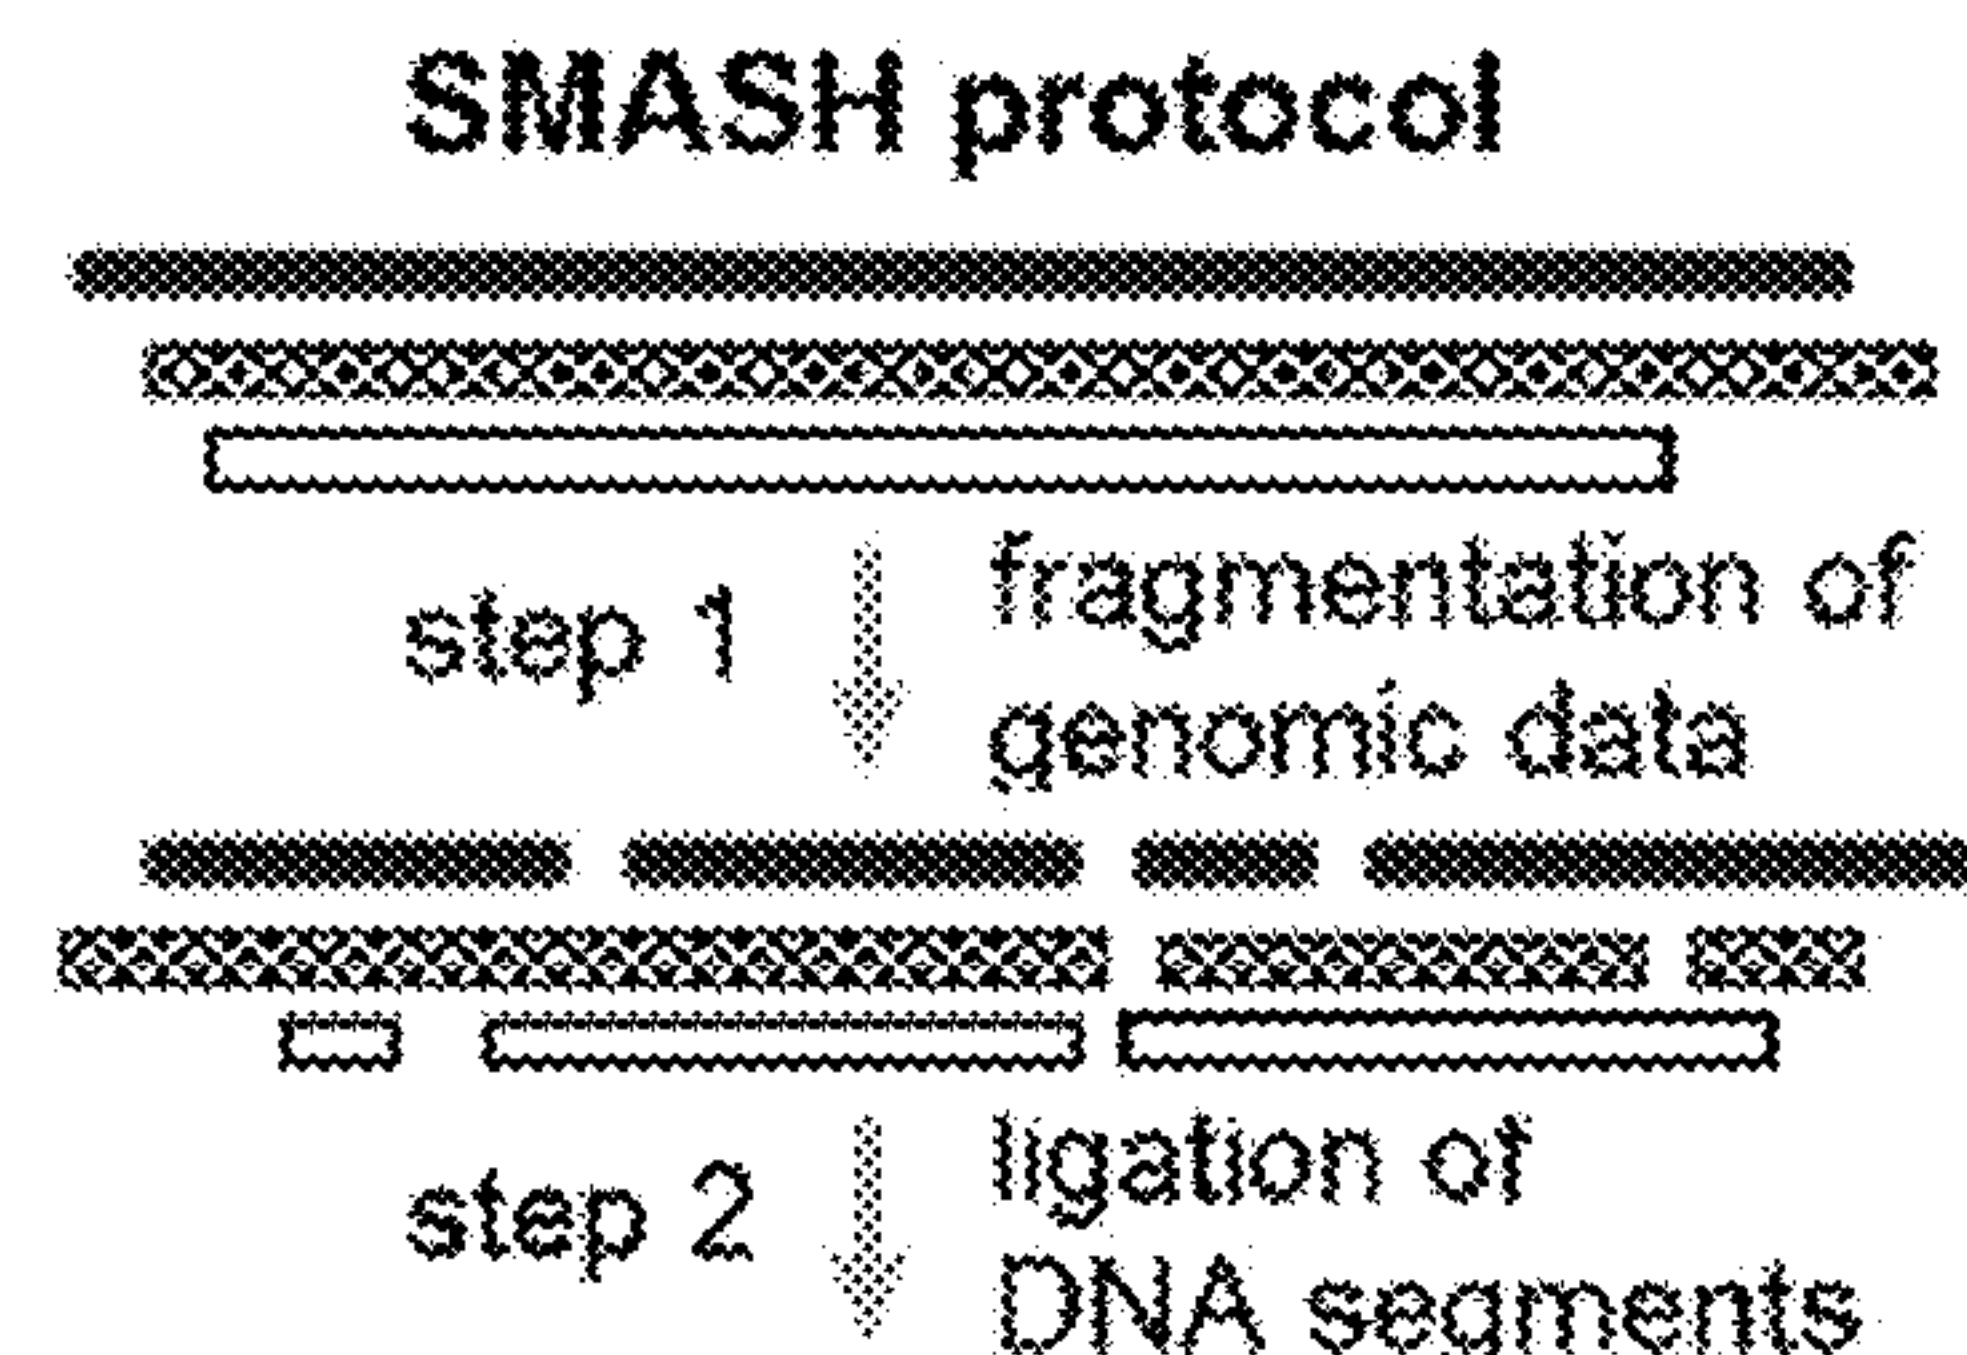 SMASH protocol
step 1
fragmentation of
genomic data
step 2
ligation of
DNA segments